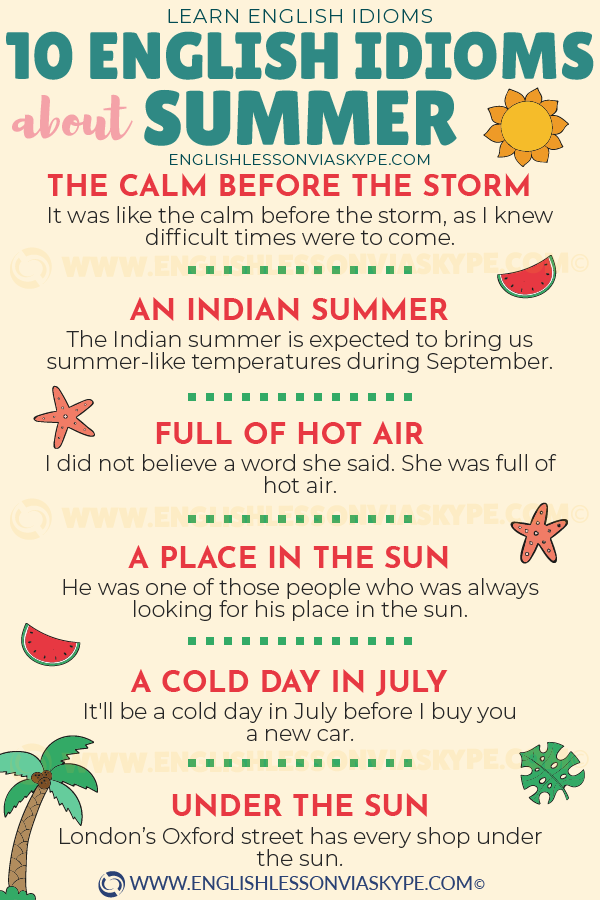 LEARN ENGLISH IDIOMS
10 ENGLISH IDIOMS
about SUMMER
ENGLISHLESSONVIASKYPE.COM
THE CALM BEFORE THE STORM
It was like the calm before the storm, as I knew
difficult times were to come.
WWW.ENGLISHLESSONVIASKYPE.COM©
AN INDIAN SUMMER
The Indian summer is expected to bring us
summer-like temperatures during September.
FULL OF HOT AIR
I did not believe a word she said. She was full of
hot air.
WWW.ENGLISHLESSONVIASKYPE.COM©
A PLACE IN THE SUN
He was one of those people who was always
looking for his place in the sun.
A COLD DAY IN JULY
It'll be a cold day in July before I buy you
a new car.
WWW.ENGLISHLESSONVIASKYPE.COM©
UNDER THE SUN
London’s Oxford street has every shop under
the sun.
WWW.ENGLISHLESSONVIASKYPE.COM©